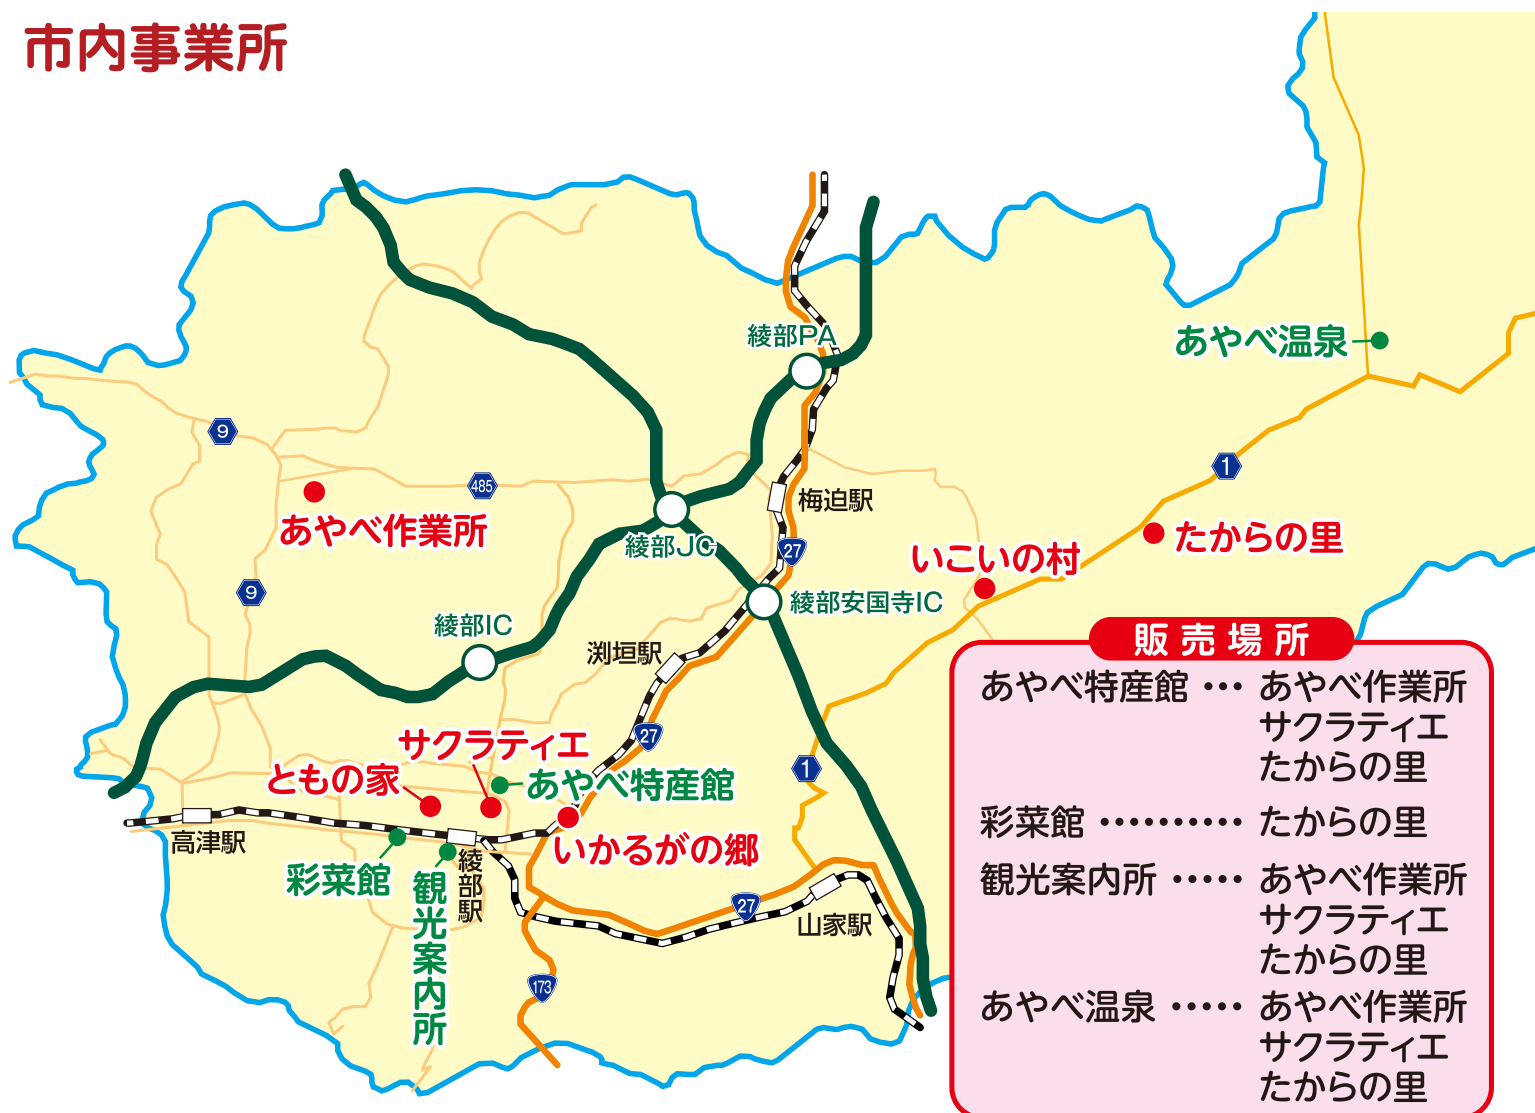 市内事業所
綾部PA
あやべ温泉
9
485
1
あやべ作業所
梅迫駅
綾部JC
27
いこいの村
たからの里
9
綾部IC
綾部安国寺IC
渕垣駅
27
サクラティエ
ともの家
あやべ特産館
1
高津駅
いかるがの郷
彩菜館
綾部駅
観光案内所
27
山家駅
173
販売場所
あやべ特産館 ••• あやべ作業所
サクラティエ
たからの里
彩菜館 •••••••••• たからの里
観光案内所 ••••• あやべ作業所
サクラティエ
たからの里
あやべ温泉 ••••• あやべ作業所
サクラティエ
たからの里